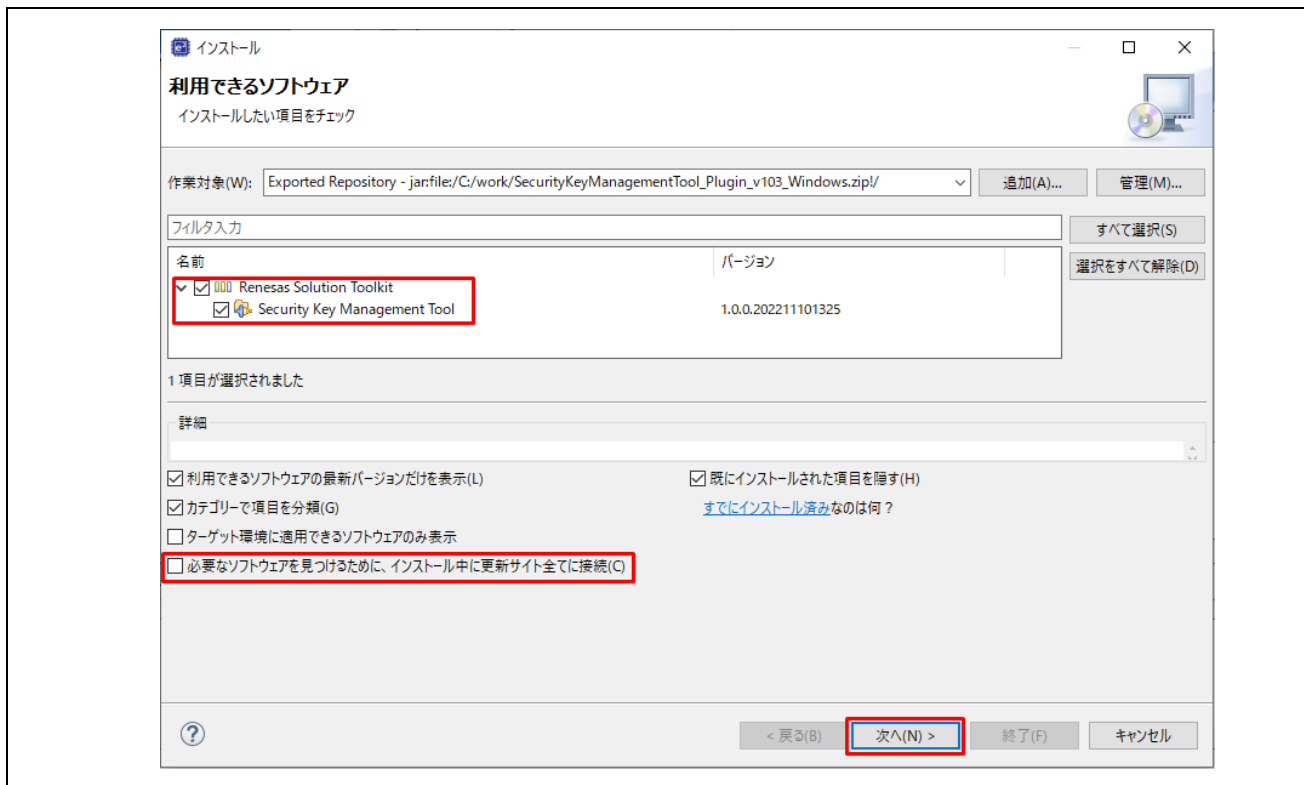 インストール
利用できるソフトウェア
インストールしたい項目をチェック
作業対象(W): Exported Repository - jar:file:/C:/work/SecurityKeyManagementTool_Plugin_v103_Windows.zip!/ 追加(A)... 管理(M)...
フィルタ入力 すべて選択(S)
名前 バージョン 選択をすべて解除(D)
Renesas Solution Toolkit
Security Key Management Tool 1.0.0.202211101325
1 項目が選択されました
詳細
利用できるソフトウェアの最新バージョンだけを表示(L) 既にインストールされた項目を隠す(H)
カテゴリーで項目を分類(G) すでにインストール済みなのは何？
ターゲット環境に適用できるソフトウェアのみ表示
必要なソフトウェアを見つけるために、インストール中に更新サイト全てに接続(C)
< 戻る(B) 次へ(N) > 終了(F) キャンセル